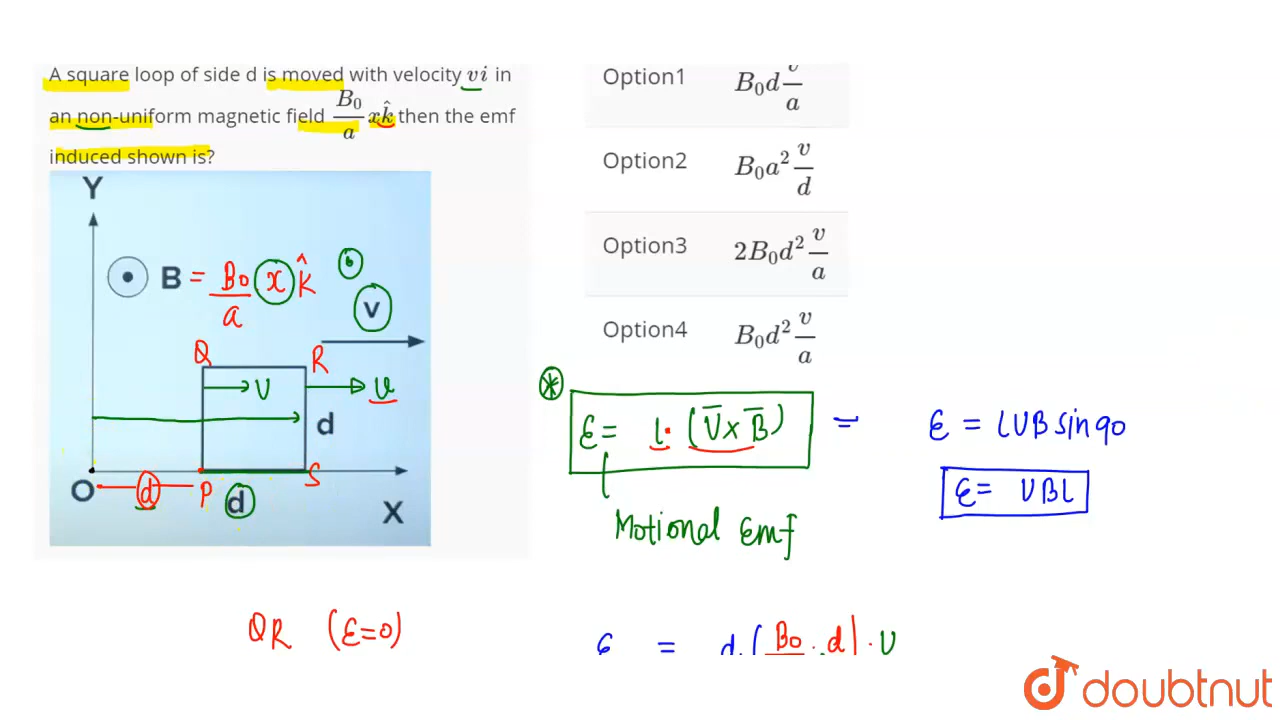 A square loop of side d is moved with velocity vi in
an non-uniform magnetic field B₀/a xk̂ then the emf
induced shown is?
Option1 B₀d v/a
Option2 B₀a² v/d
Option3 2B₀d² v/a
Option4 B₀d² v/a
Y
B = B₀/a x k̂
v
Q R
V v
d
O d P d S
X
ε = l·(V̄×B̄) = ε = lVB sin90
ε = VBl
Motional Emf
QR (ε=0)
ε = d·(B₀ · d)·V
doubtnut